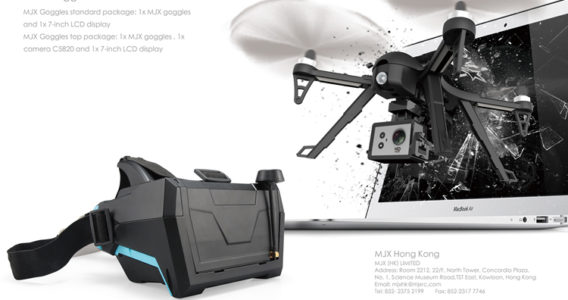 MJX Goggles standard package: 1x MJX goggles
and 1x 7-inch LCD display
MJX Goggles top package: 1x MJX goggles , 1x
camera C5820 and 1x 7-inch LCD display
HD
MacBook Air
MJX Hong Kong
MJX (HK) LIMITED
Address: Room 2212, 22/F, North Tower, Concordia Plaza,
No. 1, Science Museum Road,TST East, Kowloon, Hong Kong.
Email: mjxhk@mjxrc.com
Tel: 852- 2375 2199 Fax: 852-2317 7746